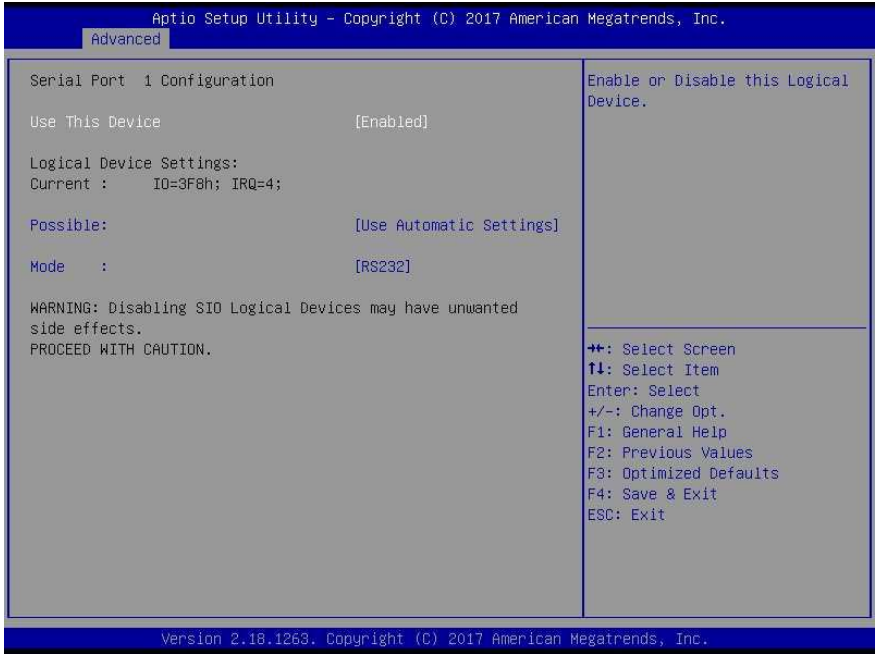 Aptio Setup Utility – Copyright (C) 2017 American Megatrends, Inc.
Advanced
Serial Port 1 Configuration
Use This Device [Enabled]
Logical Device Settings:
Current : IO=3F8h; IRQ=4;
Possible: [Use Automatic Settings]
Mode : [RS232]
WARNING: Disabling SIO Logical Devices may have unwanted
side effects.
PROCEED WITH CAUTION.
Enable or Disable this Logical
Device.
→←: Select Screen
↑↓: Select Item
Enter: Select
+/-: Change Opt.
F1: General Help
F2: Previous Values
F3: Optimized Defaults
F4: Save & Exit
ESC: Exit
Version 2.18.1263. Copyright (C) 2017 American Megatrends, Inc.